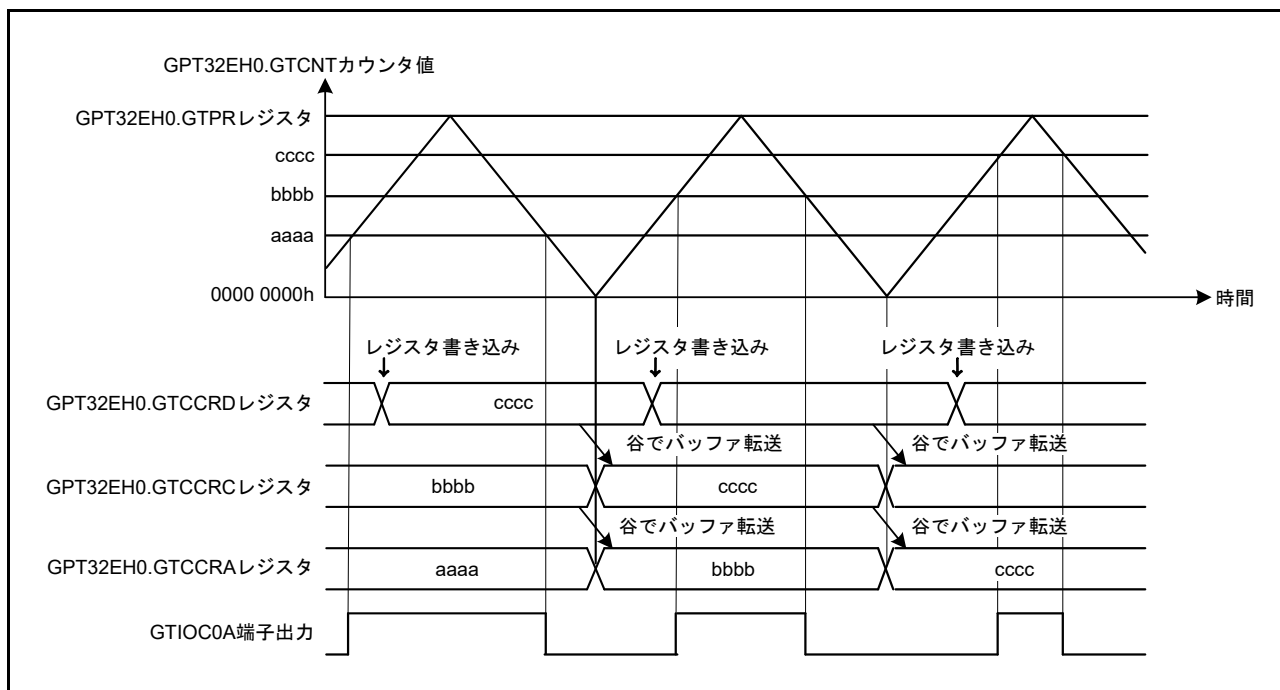 GPT32EH0.GTCNTカウンタ値
GPT32EH0.GTPRレジスタ
cccc
bbbb
aaaa
0000 0000h
時間
レジスタ書き込み
レジスタ書き込み
レジスタ書き込み
GPT32EH0.GTCCRDレジスタ
cccc
谷でバッファ転送
谷でバッファ転送
GPT32EH0.GTCCRCレジスタ
bbbb
cccc
谷でバッファ転送
谷でバッファ転送
GPT32EH0.GTCCRAレジスタ
aaaa
bbbb
cccc
GTIOC0A端子出力